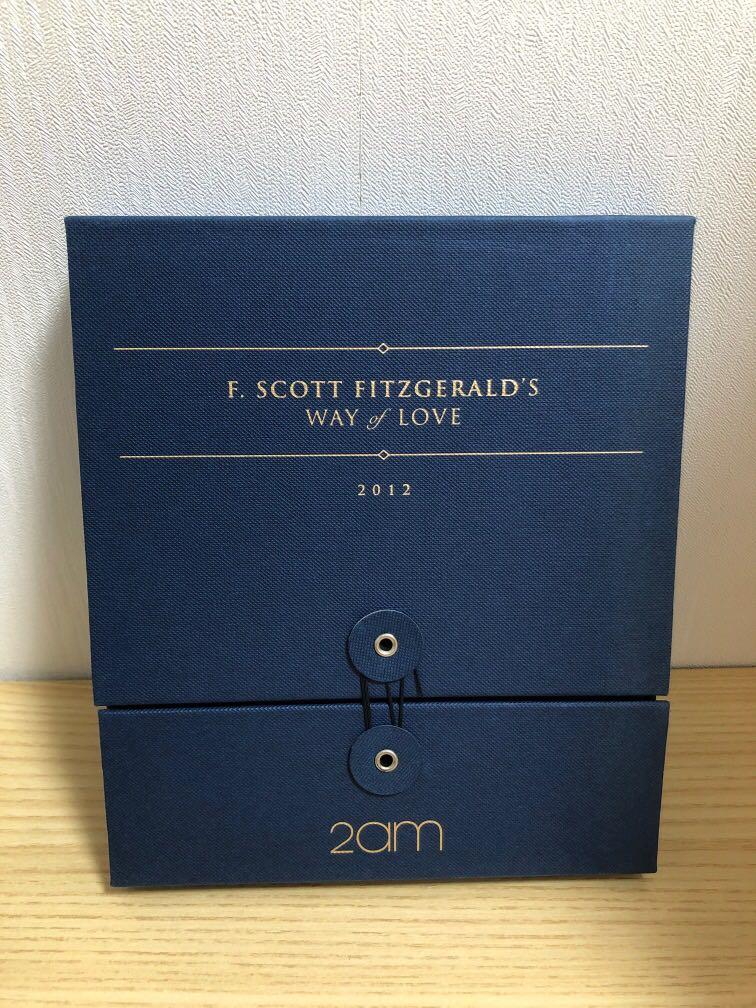 F. SCOTT FITZGERALD'S
WAY of LOVE
2012
2am